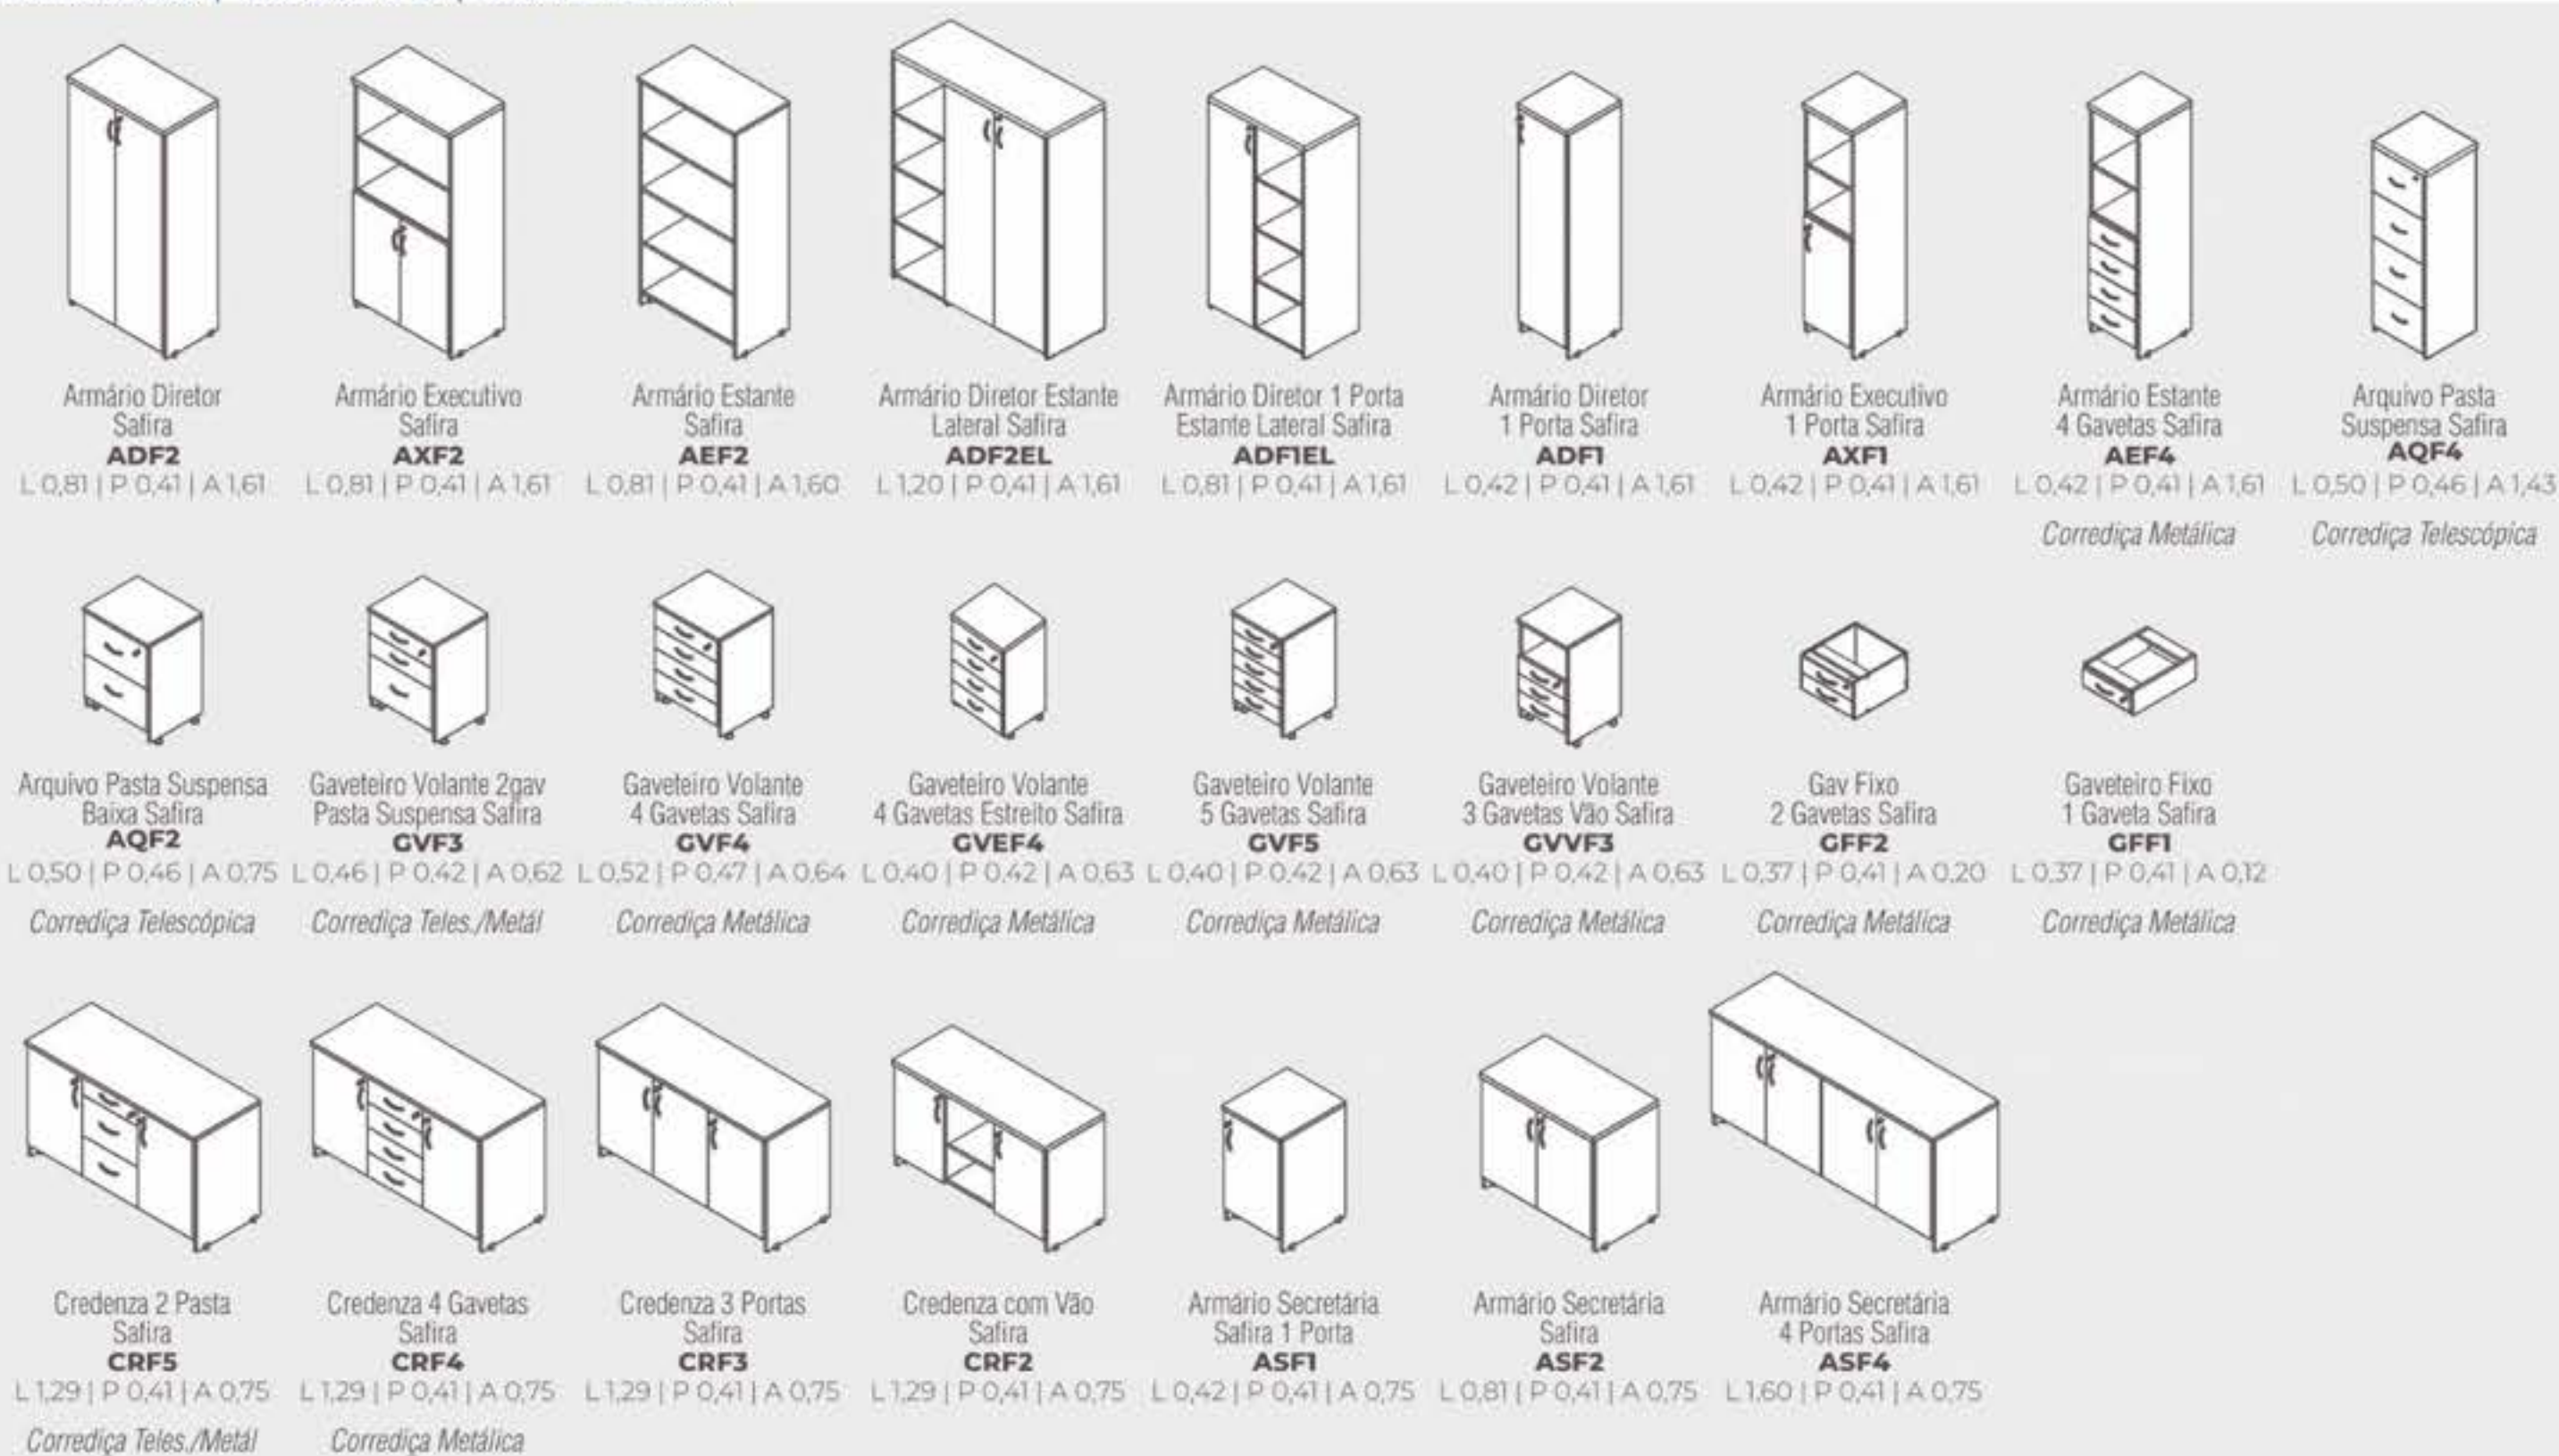 Armário Diretor
Safira
ADF2
L 0,81 | P 0,41 | A 1,61
Armário Executivo
Safira
AXF2
L 0,81 | P 0,41 | A 1,61
Armário Estante
Safira
AEF2
L 0,81 | P 0,41 | A 1,60
Armário Diretor Estante
Lateral Safira
ADF2EL
L 1,20 | P 0,41 | A 1,61
Armário Diretor 1 Porta
Estante Lateral Safira
ADF1EL
L 0,81 | P 0,41 | A 1,61
Armário Diretor
1 Porta Safira
ADF1
L 0,42 | P 0,41 | A 1,61
Armário Executivo
1 Porta Safira
AXF1
L 0,42 | P 0,41 | A 1,61
Armário Estante
4 Gavetas Safira
AEF4
L 0,42 | P 0,41 | A 1,61
Corrediça Metálica
Arquivo Pasta
Suspensa Safira
AQF4
L 0,50 | P 0,46 | A 1,43
Corrediça Telescópica
Arquivo Pasta Suspensa
Baixa Safira
AQF2
L 0,50 | P 0,46 | A 0,75
Corrediça Telescópica
Gaveteiro Volante 2gav
Pasta Suspensa Safira
GVF3
L 0,46 | P 0,42 | A 0,62
Corrediça Teles./Metál
Gaveteiro Volante
4 Gavetas Safira
GVF4
L 0,52 | P 0,47 | A 0,64
Corrediça Metálica
Gaveteiro Volante
4 Gavetas Estreito Safira
GVEF4
L 0,40 | P 0,42 | A 0,63
Corrediça Metálica
Gaveteiro Volante
5 Gavetas Safira
GVF5
L 0,40 | P 0,42 | A 0,63
Corrediça Metálica
Gaveteiro Volante
3 Gavetas Vão Safira
GVVF3
L 0,40 | P 0,42 | A 0,63
Corrediça Metálica
Gav Fixo
2 Gavetas Safira
GFF2
L 0,37 | P 0,41 | A 0,20
Corrediça Metálica
Gaveteiro Fixo
1 Gaveta Safira
GFF1
L 0,37 | P 0,41 | A 0,12
Corrediça Metálica
Credenza 2 Pasta
Safira
CRF5
L 1,29 | P 0,41 | A 0,75
Corrediça Teles./Metál
Credenza 4 Gavetas
Safira
CRF4
L 1,29 | P 0,41 | A 0,75
Corrediça Metálica
Credenza 3 Portas
Safira
CRF3
L 1,29 | P 0,41 | A 0,75
Credenza com Vão
Safira
CRF2
L 1,29 | P 0,41 | A 0,75
Armário Secretária
Safira 1 Porta
ASF1
L 0,42 | P 0,41 | A 0,75
Armário Secretária
Safira
ASF2
L 0,81 | P 0,41 | A 0,75
Armário Secretária
4 Portas Safira
ASF4
L 1,60 | P 0,41 | A 0,75